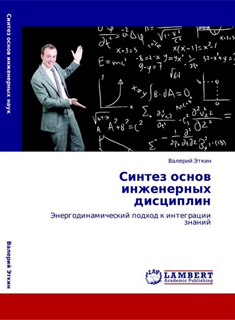 Синтез основ инженерных наук
Валерий Эткин
E=mc²
Валерий Эткин
Синтез основ
инженерных
дисциплин
Энергодинамический подход к интеграции
знаний
LAMBERT
Academic Publishing